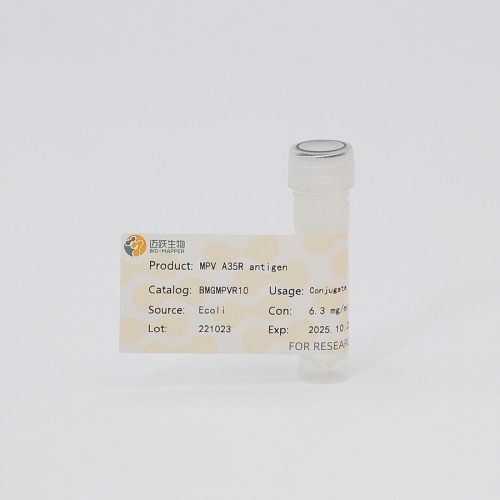 迈跃生物
BIO-MAPPER
Product: MPV A35R antigen
Catalog: BMGMPVR10 Usage: Conjugate
Source: Ecoli Con: 6.3 mg/m
Lot: 221023 Exp: 2025.10.2
FOR RESEAR